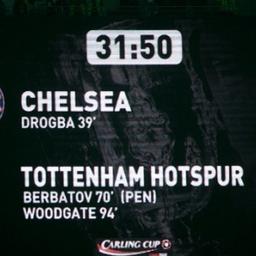 31:50
CHELSEA
DROGBA 39'
TOTTENHAM HOTSPUR
BERBATOV 70' (PEN)
WOODGATE 94'
CARLING CUP